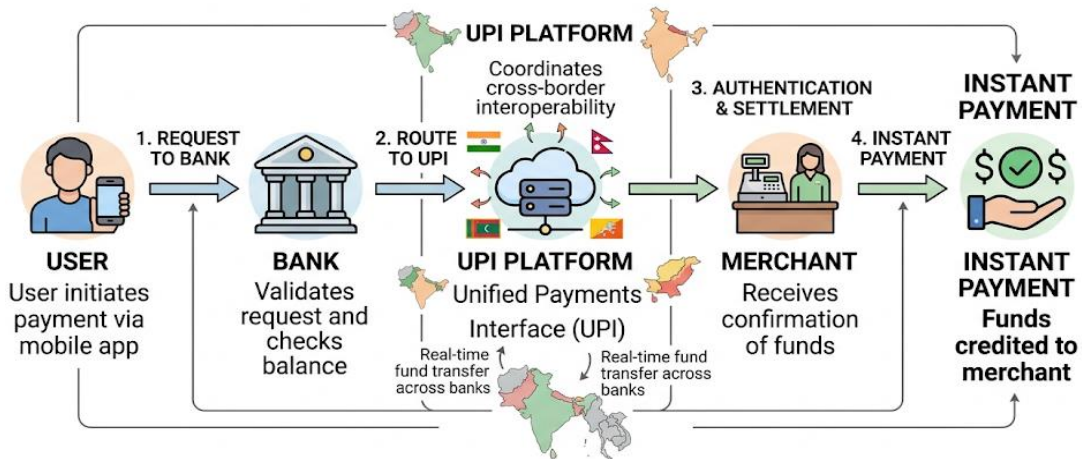 UPI PLATFORM
Coordinates
cross-border
interoperability
1. REQUEST
TO BANK
2. ROUTE
TO UPI
3. AUTHENTICATION
& SETTLEMENT
4. INSTANT
PAYMENT
INSTANT
PAYMENT
USER
User initiates
payment via
mobile app
BANK
Validates
request and
checks
balance
UPI PLATFORM
Unified Payments
Interface (UPI)
Real-time
fund transfer
across banks
Real-time fund
transfer across
banks
MERCHANT
Receives
confirmation
of funds
$ $
INSTANT
PAYMENT
Funds
credited to
merchant